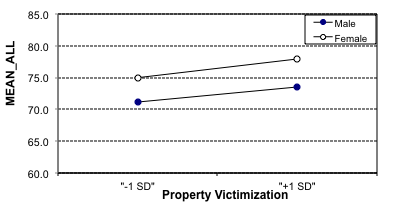 85.0
80.0
75.0
70.0
65.0
60.0
MEAN_ALL
Male
Female
"-1 SD"
"+1 SD"
Property Victimization